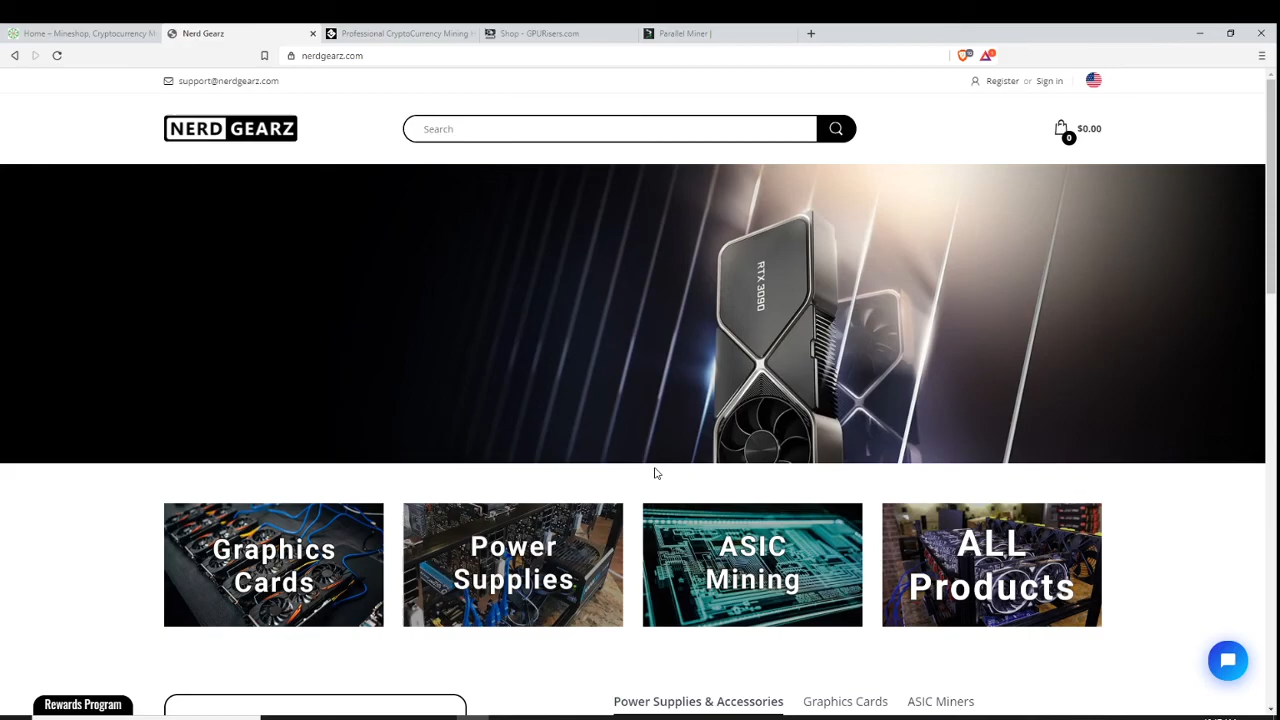 Home – Mineshop, Cryptocurrency M
Nerd Gearz
Professional CryptoCurrency Mining H
Shop - GPURisers.com
Parallel Miner |
nerdgearz.com
support@nerdgearz.com
Register or Sign in
NERD GEARZ
Search
0
$0.00
RTX 3090
Graphics
Cards
Power
Supplies
ASIC
Mining
ALL
Products
Rewards Program
Power Supplies & Accessories
Graphics Cards
ASIC Miners